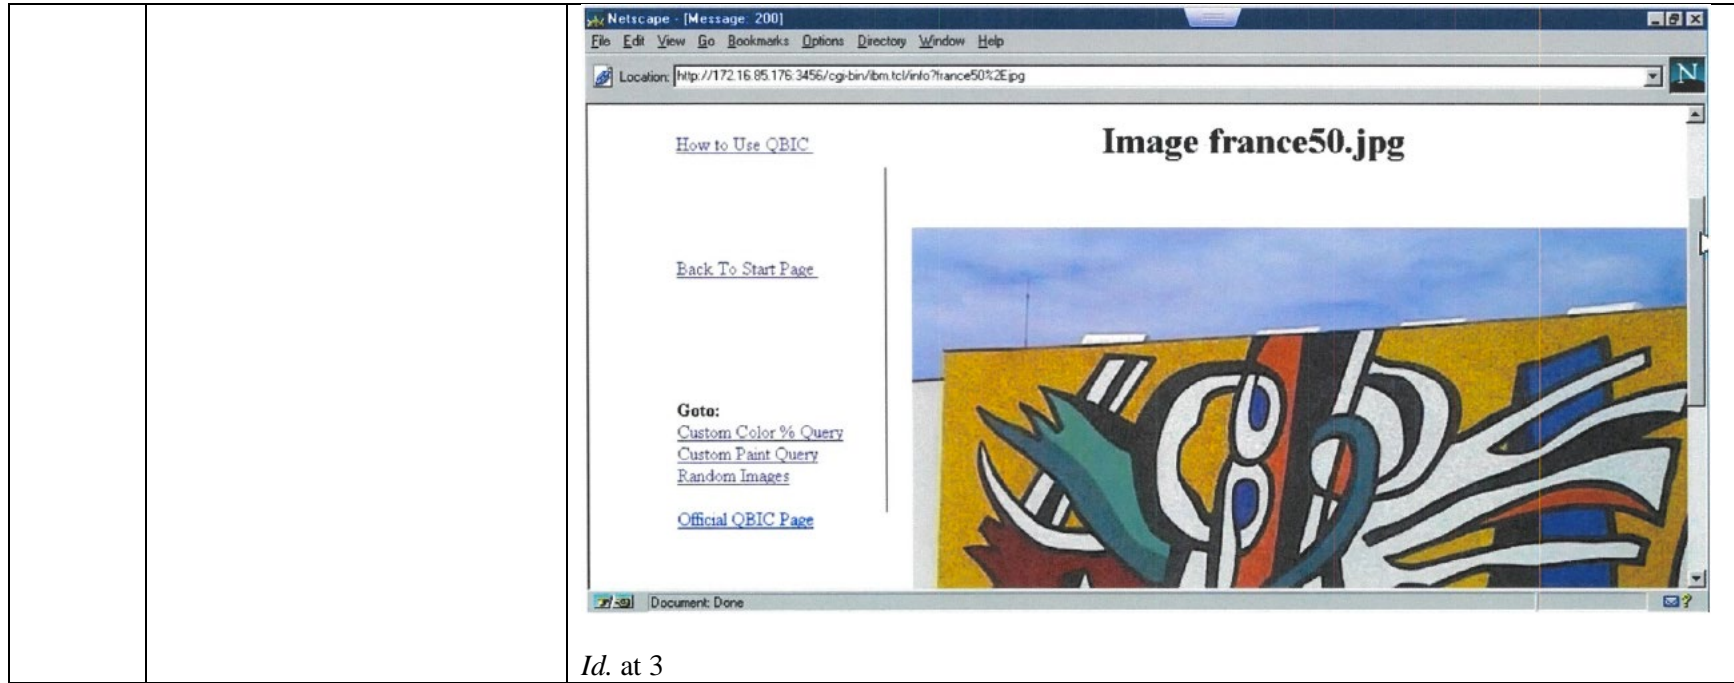 Netscape - [Message: 200]
File Edit View Go Bookmarks Options Directory Window Help
Location: http://172.16.85.176:3456/cgi-bin/ibm.tcl/info?france50%2Ejpg
N
How to Use QBIC
Image france50.jpg
Back To Start Page
Goto:
Custom Color % Query
Custom Paint Query
Random Images
Official QBIC Page
Document: Done
Id. at 3